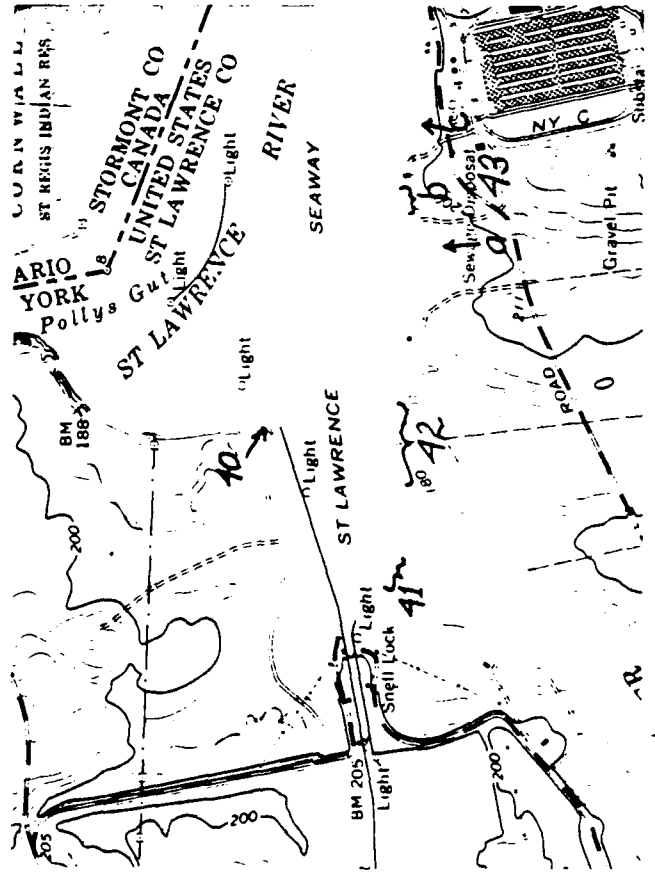 CORNWALL
ST REGIS INDIAN RES
STORMONT CO
CANADA
UNITED STATES
ST LAWRENCE CO
ARIO
YORK
8
Pollys Gut
Light
Light
ST LAWRENCE
RIVER
SEAWAY
Light
BM
188
40
Light
ST LAWRENCE
200
180
42
41
Light
Snell Lock
BM 205
Light
200
200
205
R
ROAD
0
a
b
c
43
Sewage Disposal
NY C
Gravel Pit